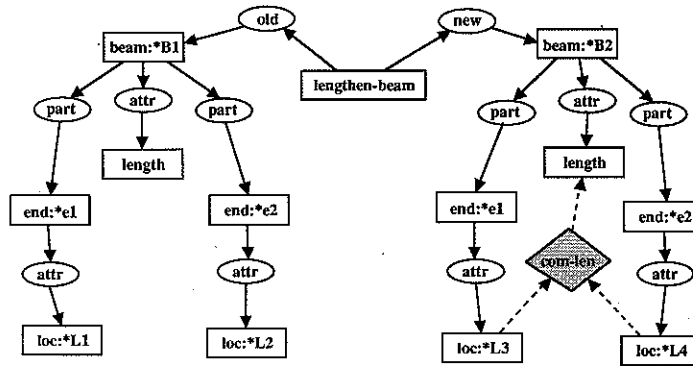 old
new
beam:*B1
beam:*B2
lengthen-beam
part
attr
part
part
attr
part
length
length
end:*e1
end:*e2
end:*e1
end:*e2
com-len
attr
attr
attr
attr
loc:*L1
loc:*L2
loc:*L3
loc:*L4